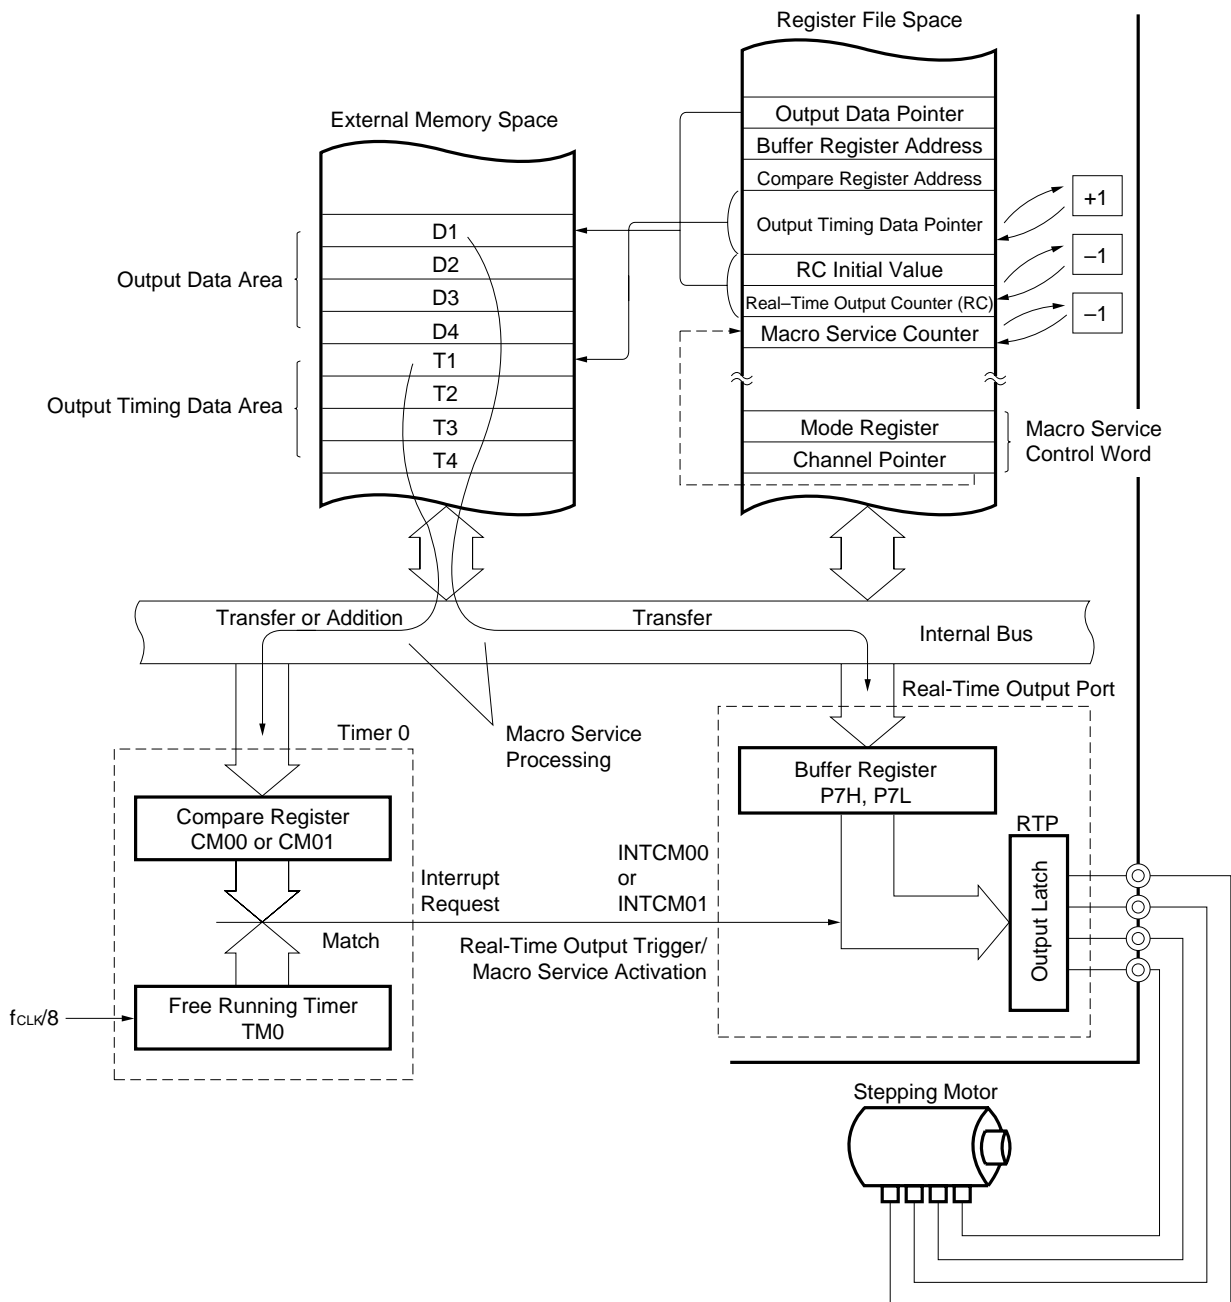 Register File Space
External Memory Space
Output Data Pointer
Buffer Register Address
Compare Register Address
Output Timing Data Pointer
RC Initial Value
Real–Time Output Counter (RC)
Macro Service Counter
+1
–1
–1
Output Data Area
D1
D2
D3
D4
Output Timing Data Area
T1
T2
T3
T4
Mode Register
Channel Pointer
Macro Service
Control Word
Transfer or Addition
Transfer
Internal Bus
Real-Time Output Port
Timer 0
Macro Service
Processing
Compare Register
CM00 or CM01
Buffer Register
P7H, P7L
RTP
Output Latch
Interrupt
Request
INTCM00
or
INTCM01
Match
Real-Time Output Trigger/
Macro Service Activation
Free Running Timer
TM0
fCLK/8
Stepping Motor